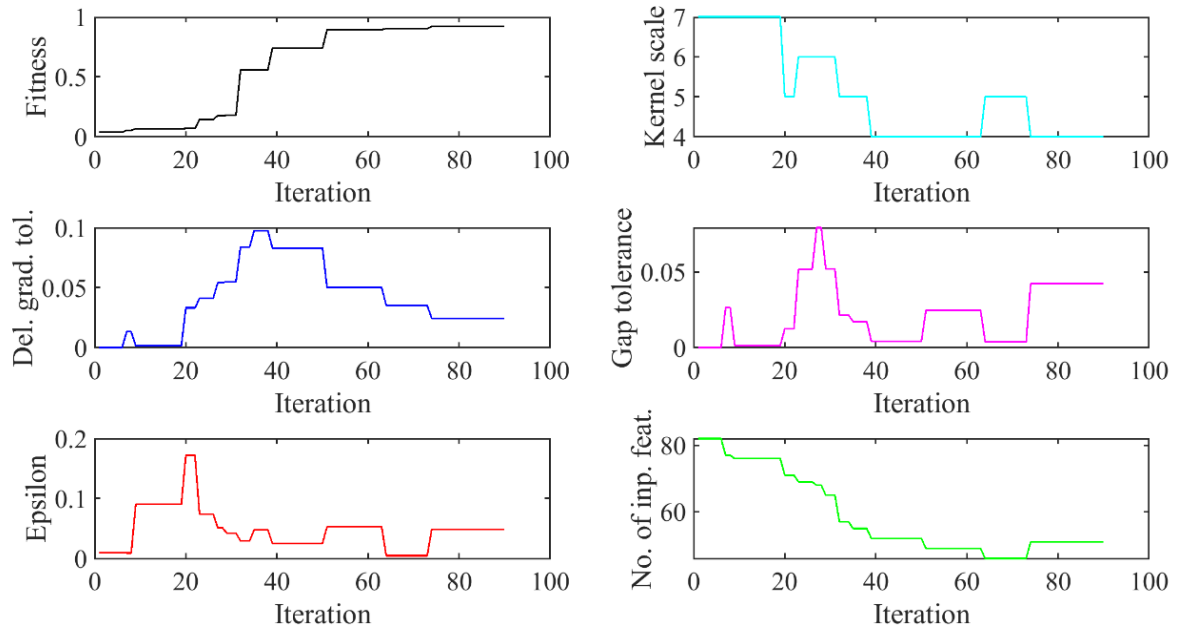 1
0.5
0
Fitness
0 20 40 60 80 100
Iteration
7
6
5
4
Kernel scale
0 20 40 60 80 100
Iteration
0.1
0.05
0
Del. grad. tol.
0 20 40 60 80 100
Iteration
0.05
0
Gap tolerance
0 20 40 60 80 100
Iteration
0.2
0.1
0
Epsilon
0 20 40 60 80 100
Iteration
80
60
No. of inp. feat.
0 20 40 60 80 100
Iteration